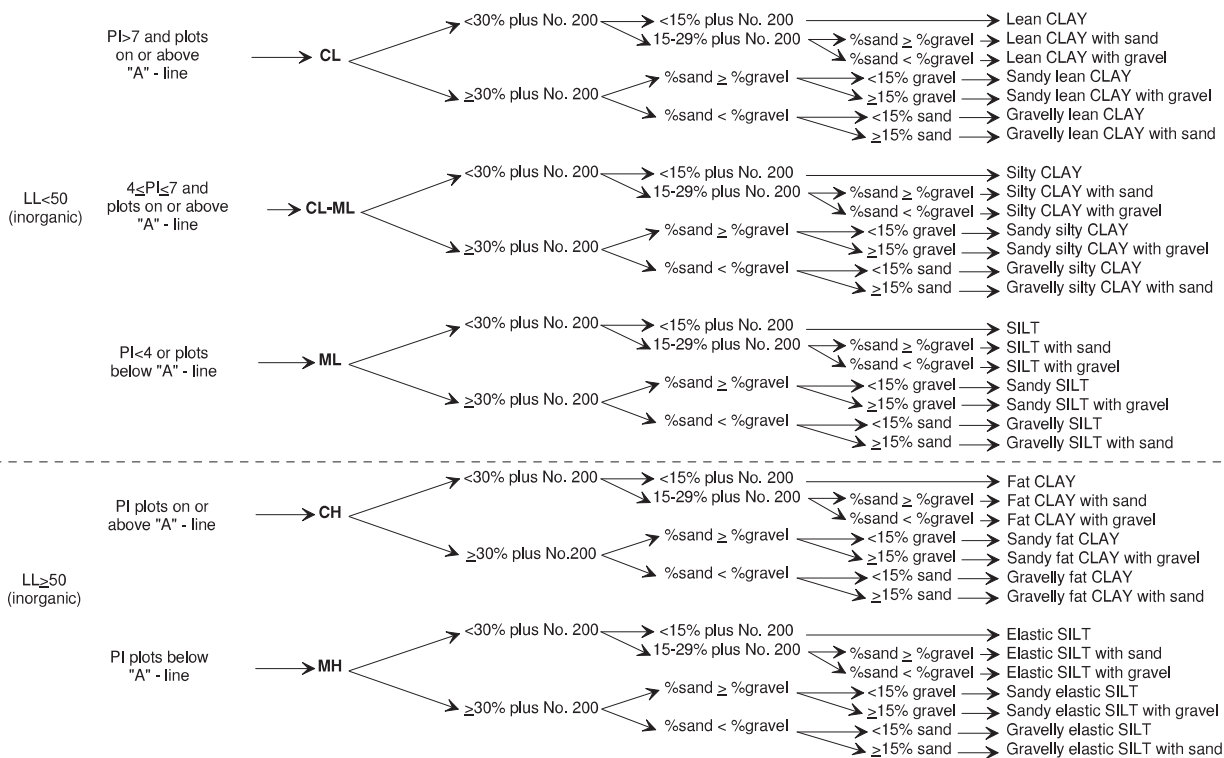 <30% plus No. 200 <15% plus No. 200 Lean CLAY
PI>7 and plots
on or above
"A" - line
CL
15-29% plus No. 200 %sand ≥ %gravel Lean CLAY with sand
%sand < %gravel Lean CLAY with gravel
≥30% plus No. 200 %sand ≥ %gravel <15% gravel Sandy lean CLAY
≥15% gravel Sandy lean CLAY with gravel
%sand < %gravel <15% sand Gravelly lean CLAY
≥15% sand Gravelly lean CLAY with sand
LL<50
(inorganic)
4≤PI≤7 and
plots on or above
"A" - line
CL-ML
<30% plus No. 200 <15% plus No. 200 Silty CLAY
15-29% plus No. 200 %sand ≥ %gravel Silty CLAY with sand
%sand < %gravel Silty CLAY with gravel
≥30% plus No. 200 %sand ≥ %gravel <15% gravel Sandy silty CLAY
≥15% gravel Sandy silty CLAY with gravel
%sand < %gravel <15% sand Gravelly silty CLAY
≥15% sand Gravelly silty CLAY with sand
PI<4 or plots
below "A" - line
ML
<30% plus No. 200 <15% plus No. 200 SILT
15-29% plus No. 200 %sand ≥ %gravel SILT with sand
%sand < %gravel SILT with gravel
≥30% plus No. 200 %sand ≥ %gravel <15% gravel Sandy SILT
≥15% gravel Sandy SILT with gravel
%sand < %gravel <15% sand Gravelly SILT
≥15% sand Gravelly SILT with sand
LL≥50
(inorganic)
PI plots on or
above "A" - line
CH
<30% plus No. 200 <15% plus No. 200 Fat CLAY
15-29% plus No. 200 %sand ≥ %gravel Fat CLAY with sand
%sand < %gravel Fat CLAY with gravel
≥30% plus No.200 %sand ≥ %gravel <15% gravel Sandy fat CLAY
≥15% gravel Sandy fat CLAY with gravel
%sand < %gravel <15% sand Gravelly fat CLAY
≥15% sand Gravelly fat CLAY with sand
PI plots below
"A" - line
MH
<30% plus No. 200 <15% plus No. 200 Elastic SILT
15-29% plus No. 200 %sand ≥ %gravel Elastic SILT with sand
%sand < %gravel Elastic SILT with gravel
≥30% plus No. 200 %sand ≥ %gravel <15% gravel Sandy elastic SILT
≥15% gravel Sandy elastic SILT with gravel
%sand < %gravel <15% sand Gravelly elastic SILT
≥15% sand Gravelly elastic SILT with sand